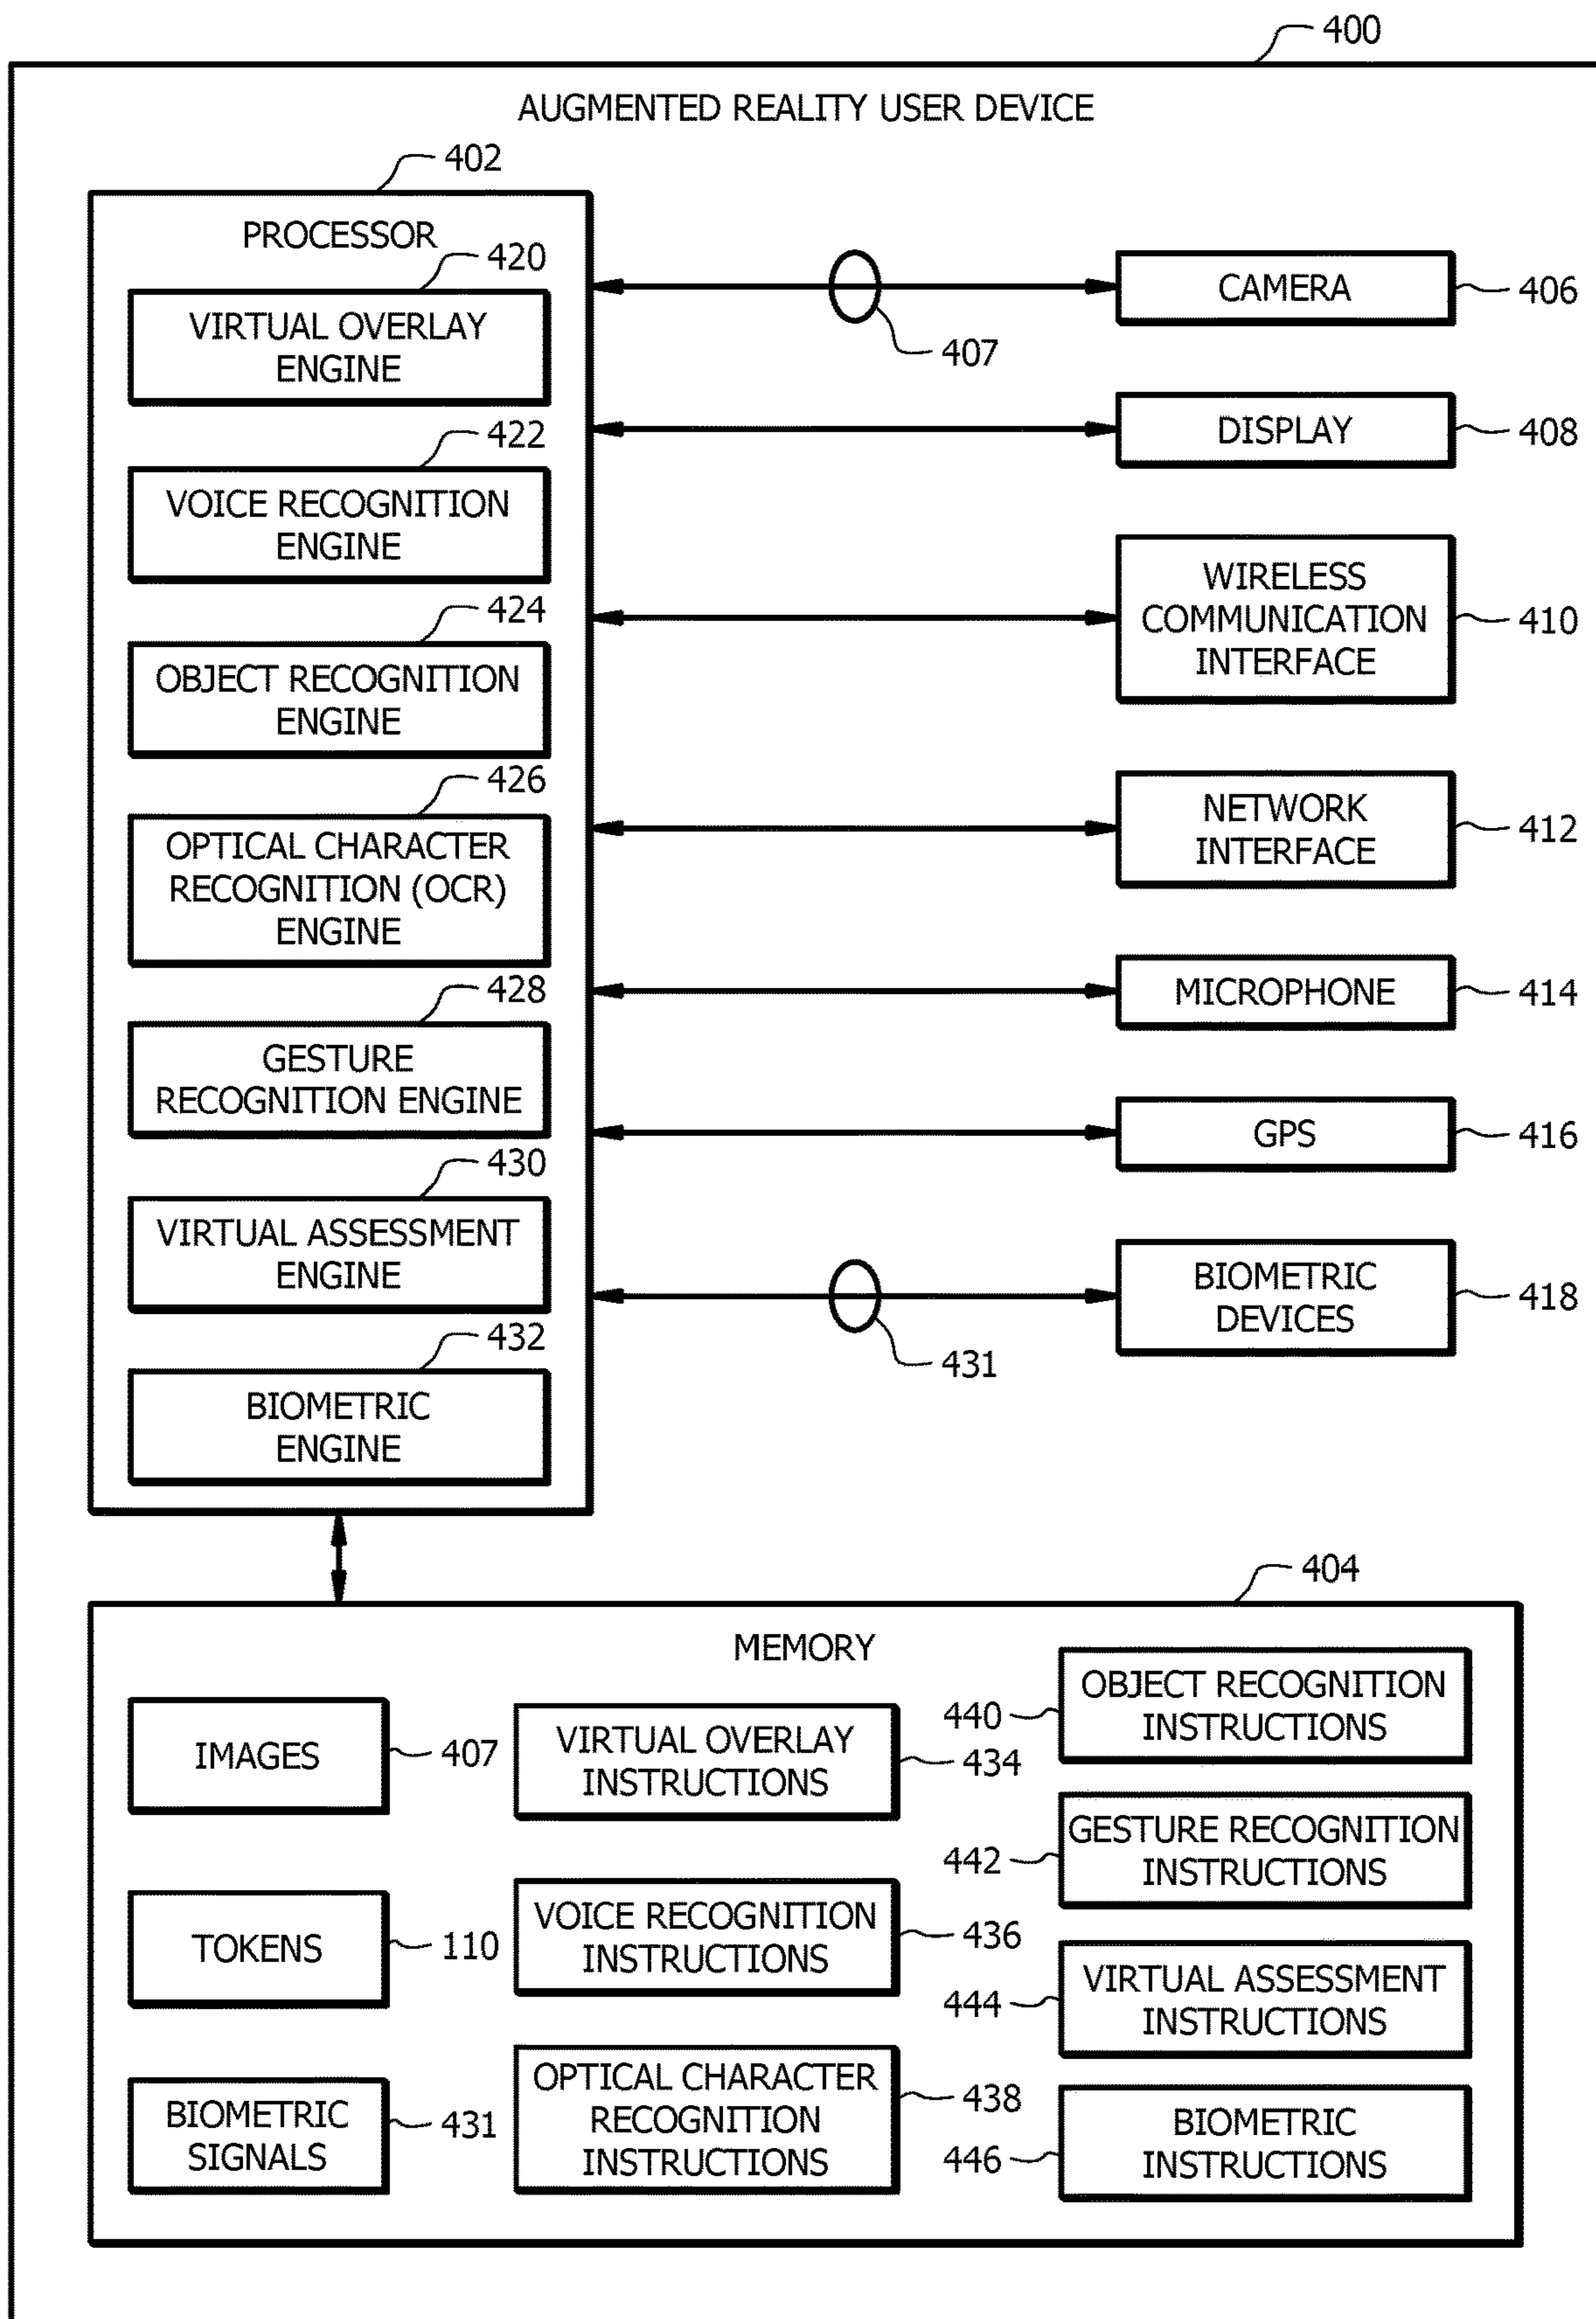 400
AUGMENTED REALITY USER DEVICE
402
PROCESSOR
420
VIRTUAL OVERLAY
ENGINE
422
VOICE RECOGNITION
ENGINE
424
OBJECT RECOGNITION
ENGINE
426
OPTICAL CHARACTER
RECOGNITION (OCR)
ENGINE
428
GESTURE
RECOGNITION ENGINE
430
VIRTUAL ASSESSMENT
ENGINE
432
BIOMETRIC
ENGINE
407
CAMERA
406
DISPLAY
408
WIRELESS
COMMUNICATION
INTERFACE
410
NETWORK
INTERFACE
412
MICROPHONE
414
GPS
416
431
BIOMETRIC
DEVICES
418
404
MEMORY
IMAGES
407
TOKENS
110
BIOMETRIC
SIGNALS
431
VIRTUAL OVERLAY
INSTRUCTIONS
434
VOICE RECOGNITION
INSTRUCTIONS
436
OPTICAL CHARACTER
RECOGNITION
INSTRUCTIONS
438
440
OBJECT RECOGNITION
INSTRUCTIONS
442
GESTURE RECOGNITION
INSTRUCTIONS
444
VIRTUAL ASSESSMENT
INSTRUCTIONS
446
BIOMETRIC
INSTRUCTIONS